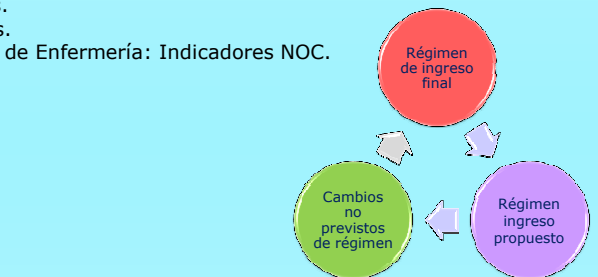 s.
s.
de Enfermería: Indicadores NOC.
Régimen
de ingreso
final
Cambios
no
previstos
de régimen
Régimen
ingreso
propuesto